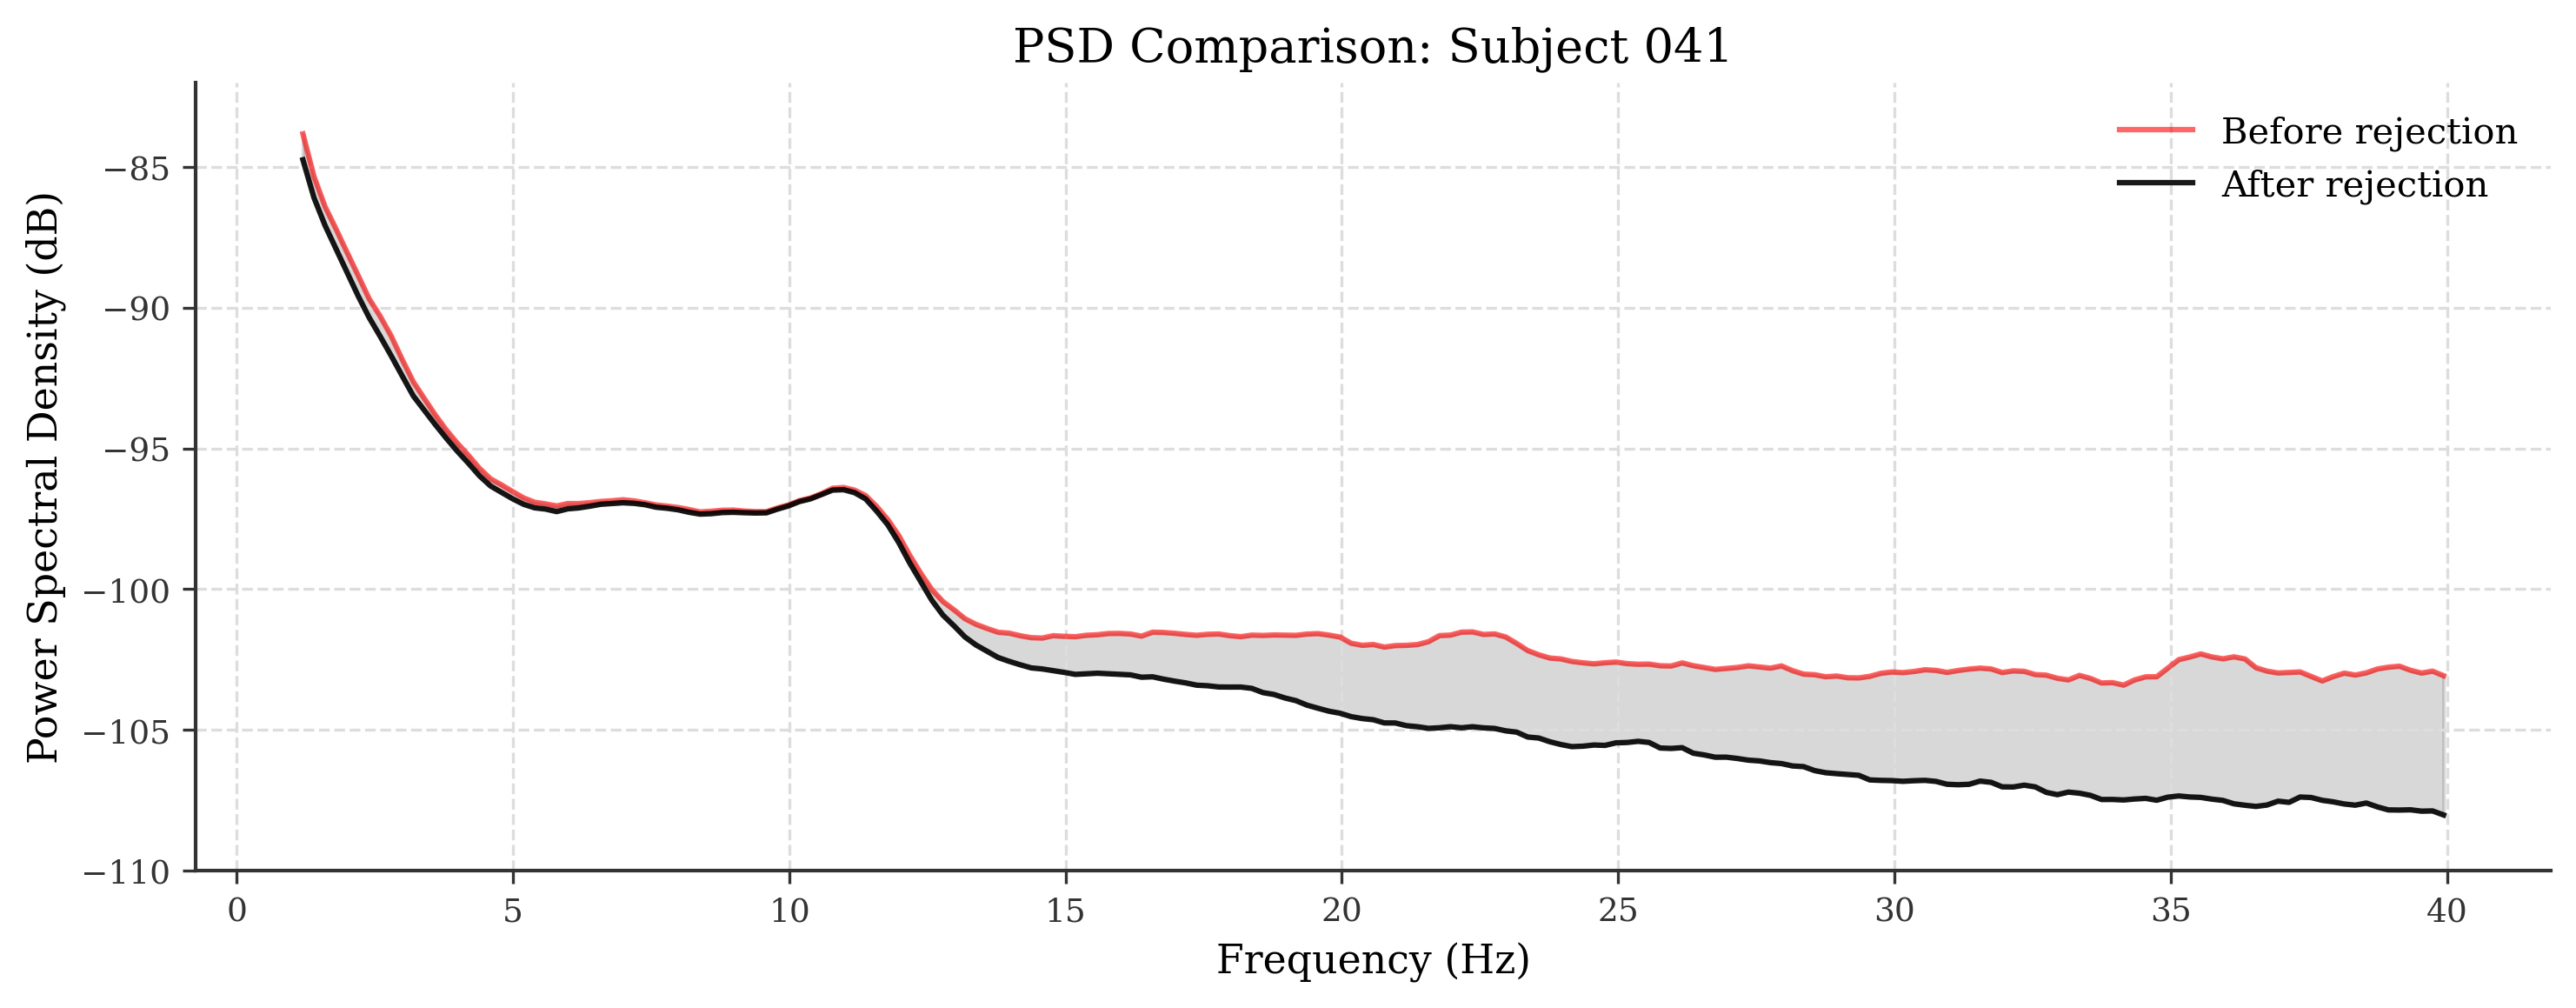 PSD Comparison: Subject 041
Before rejection
After rejection
Power Spectral Density (dB)
−85
−90
−95
−100
−105
−110
0 5 10 15 20 25 30 35 40
Frequency (Hz)